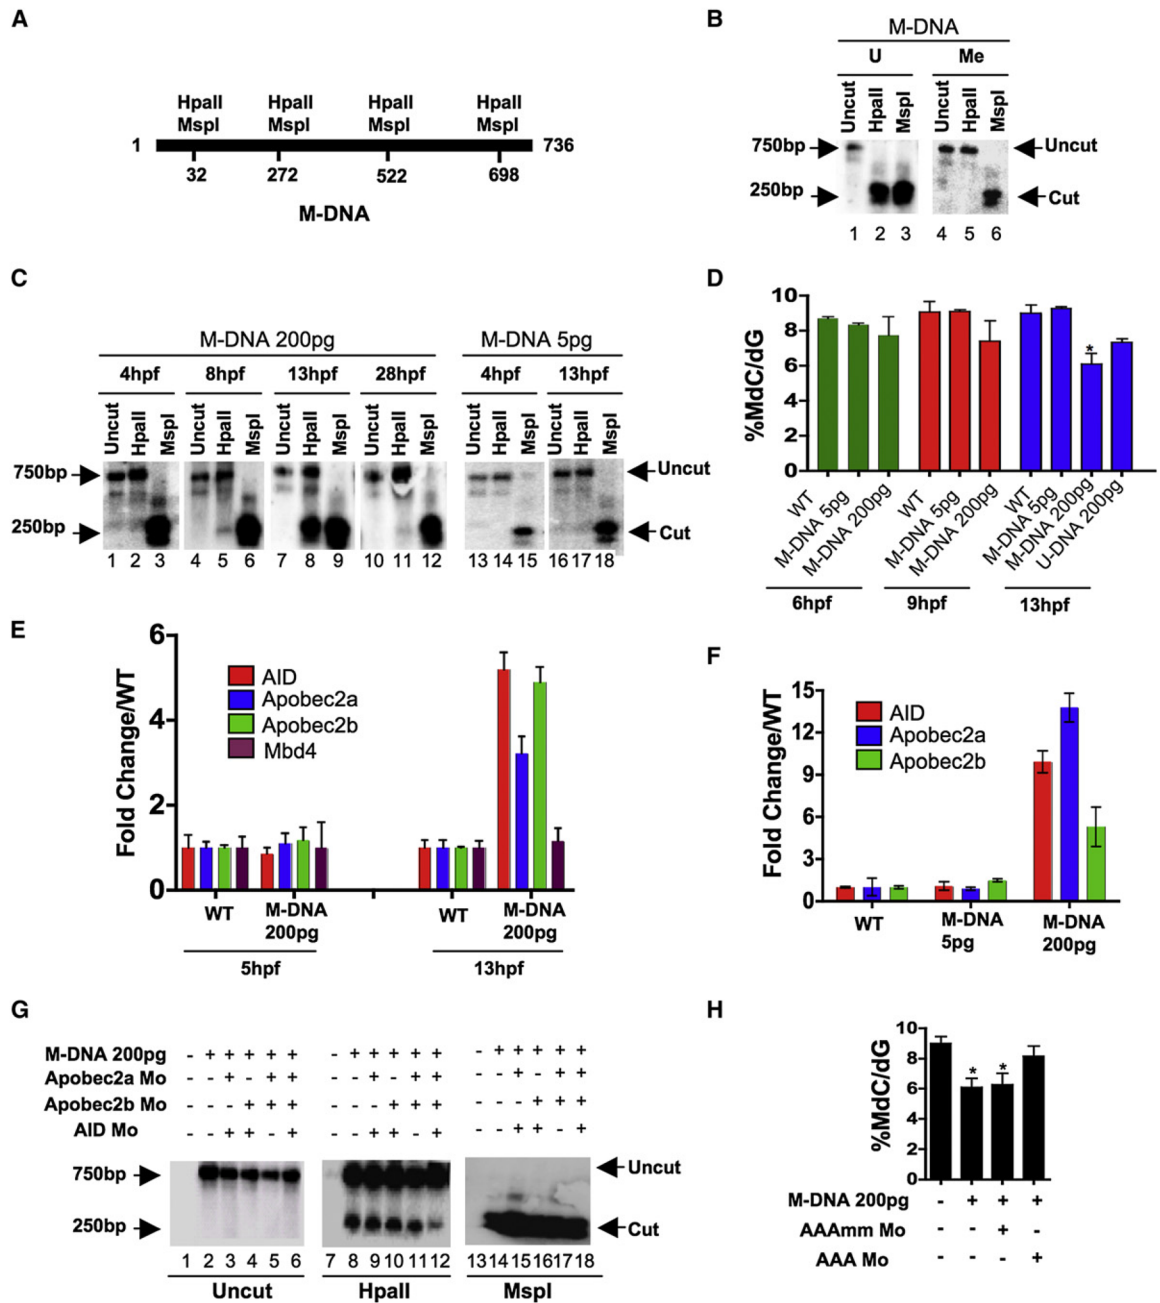 A
HpaII HpaII HpaII HpaII
MspI MspI MspI MspI
1 736
32 272 522 698
M-DNA
B
M-DNA
U Me
Uncut HpaII MspI Uncut HpaII MspI
750bp Uncut
250bp Cut
1 2 3 4 5 6
C
M-DNA 200pg M-DNA 5pg
4hpf 8hpf 13hpf 28hpf 4hpf 13hpf
Uncut HpaII MspI Uncut HpaII MspI Uncut HpaII MspI Uncut HpaII MspI Uncut HpaII MspI Uncut HpaII MspI
750bp Uncut
250bp Cut
1 2 3 4 5 6 7 8 9 10 11 12 13 14 15 16 17 18
D
%MdC/dG
10
8
6
4
2
0
*
WT M-DNA 5pg M-DNA 200pg WT M-DNA 5pg M-DNA 200pg WT M-DNA 5pg M-DNA 200pg U-DNA 200pg
6hpf 9hpf 13hpf
E
Fold Change/WT
6
4
2
0
AID
Apobec2a
Apobec2b
Mbd4
WT M-DNA WT M-DNA
200pg 200pg
5hpf 13hpf
F
Fold Change/WT
15
12
9
6
3
0
AID
Apobec2a
Apobec2b
WT M-DNA M-DNA
5pg 200pg
G
M-DNA 200pg - + + + + + - + + + + + - + + + + +
Apobec2a Mo - - + - + + - - + - + + - - + - + +
Apobec2b Mo - - - + + + - - - + + + - - - + + +
AID Mo - - + + - + - - + + - + - - + + - +
750bp Uncut
250bp Cut
1 2 3 4 5 6 7 8 9 10 11 12 13 14 15 16 17 18
Uncut HpaII MspI
H
%MdC/dG
10
8
6
4
2
0
* *
M-DNA 200pg - + + +
AAAmm Mo - - + -
AAA Mo - - - +